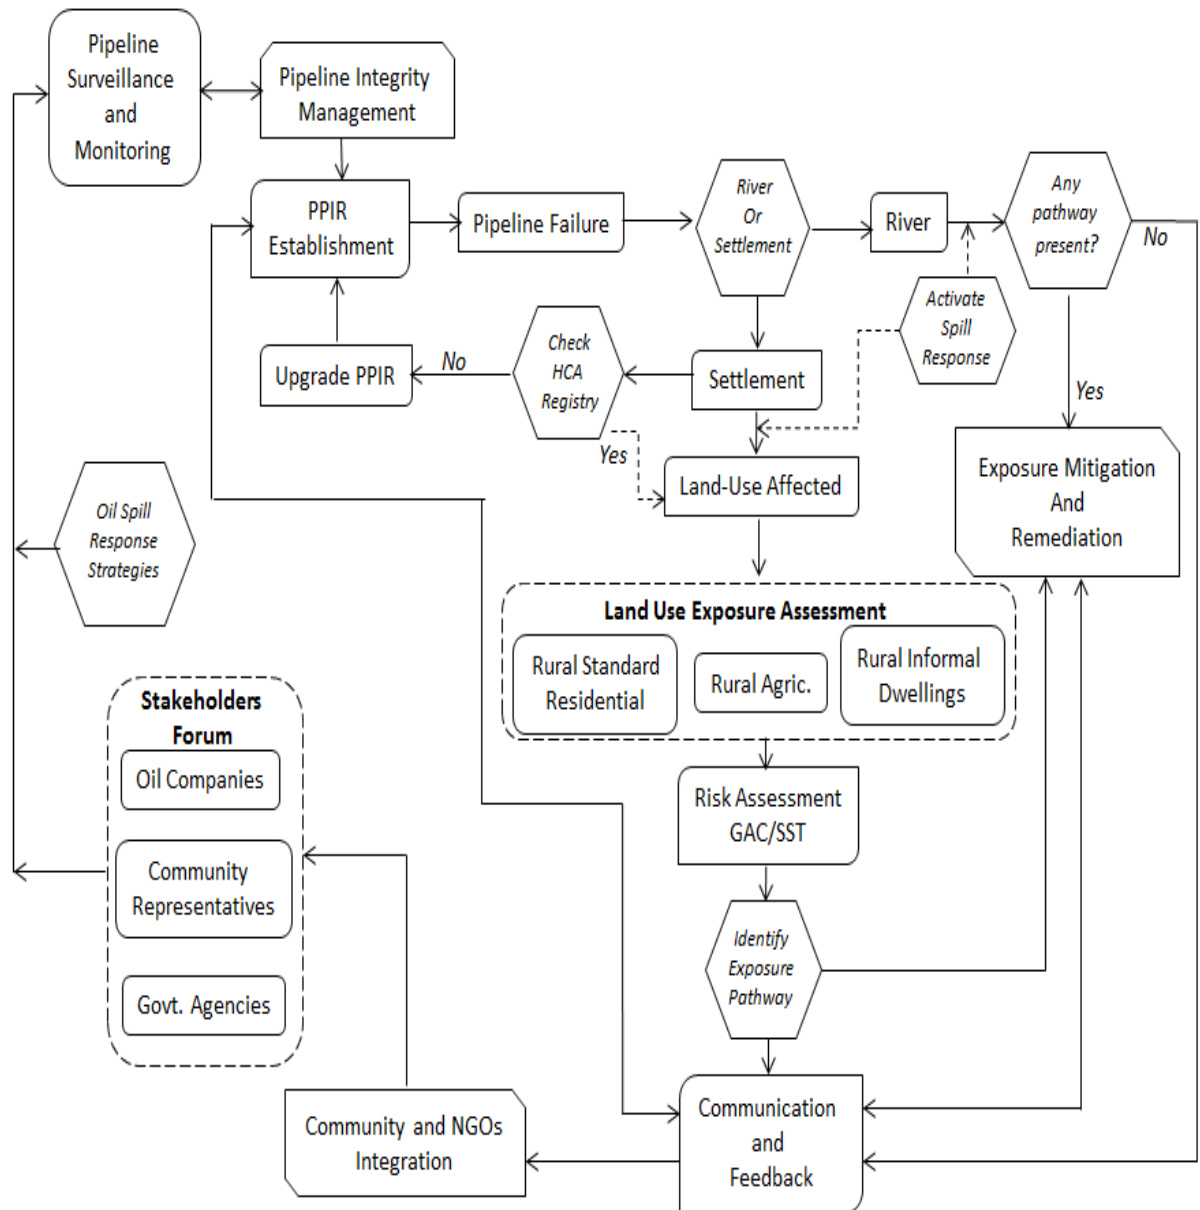 Pipeline
Surveillance
and
Monitoring
Pipeline Integrity
Management
PPIR
Establishment
Pipeline Failure
River
Or
Settlement
River
Any
pathway
present?
No
Activate
Spill
Response
Yes
Upgrade PPIR
No
Check
HCA
Registry
Yes
Settlement
Land-Use Affected
Exposure Mitigation
And
Remediation
Oil Spill
Response
Strategies
Land Use Exposure Assessment
Rural Standard
Residential
Rural Agric.
Rural Informal
Dwellings
Stakeholders
Forum
Oil Companies
Community
Representatives
Govt. Agencies
Risk Assessment
GAC/SST
Identify
Exposure
Pathway
Community and NGOs
Integration
Communication
and
Feedback